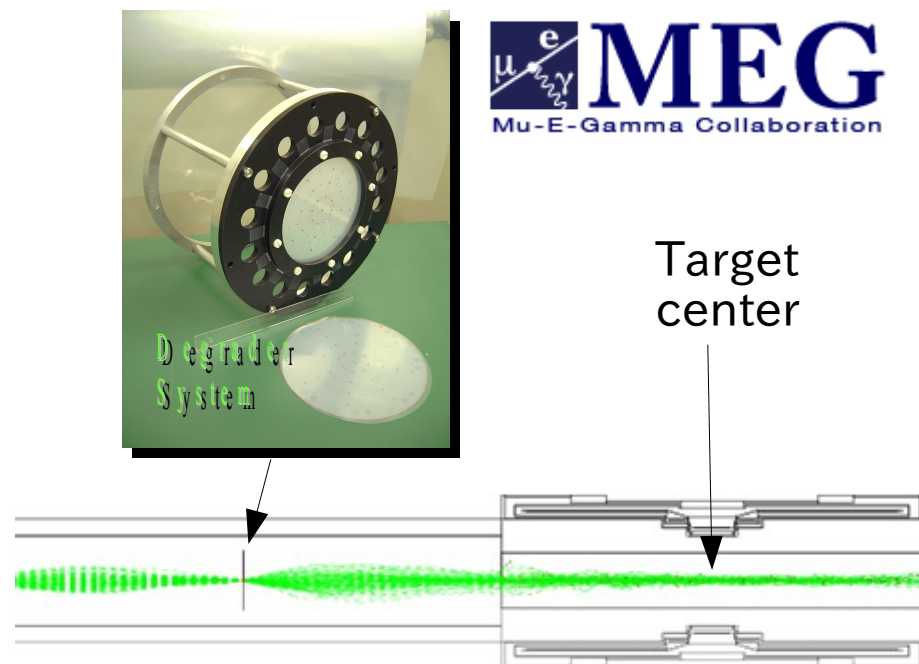 μ e γ
MEG
Mu-E-Gamma Collaboration
Target
center
Degrader
System